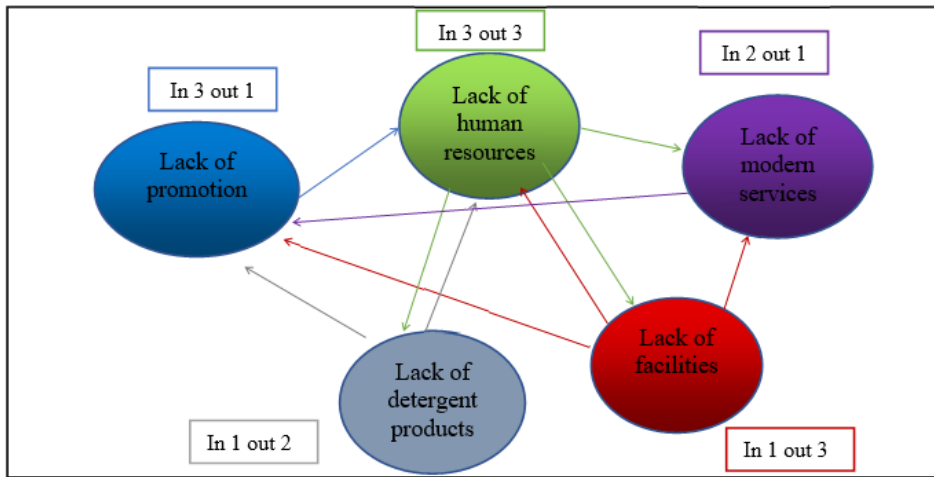 In 3 out 3
In 2 out 1
In 3 out 1
Lack of
human
resources
Lack of
modern
services
Lack of
promotion
Lack of
facilities
Lack of
detergent
products
In 1 out 2
In 1 out 3